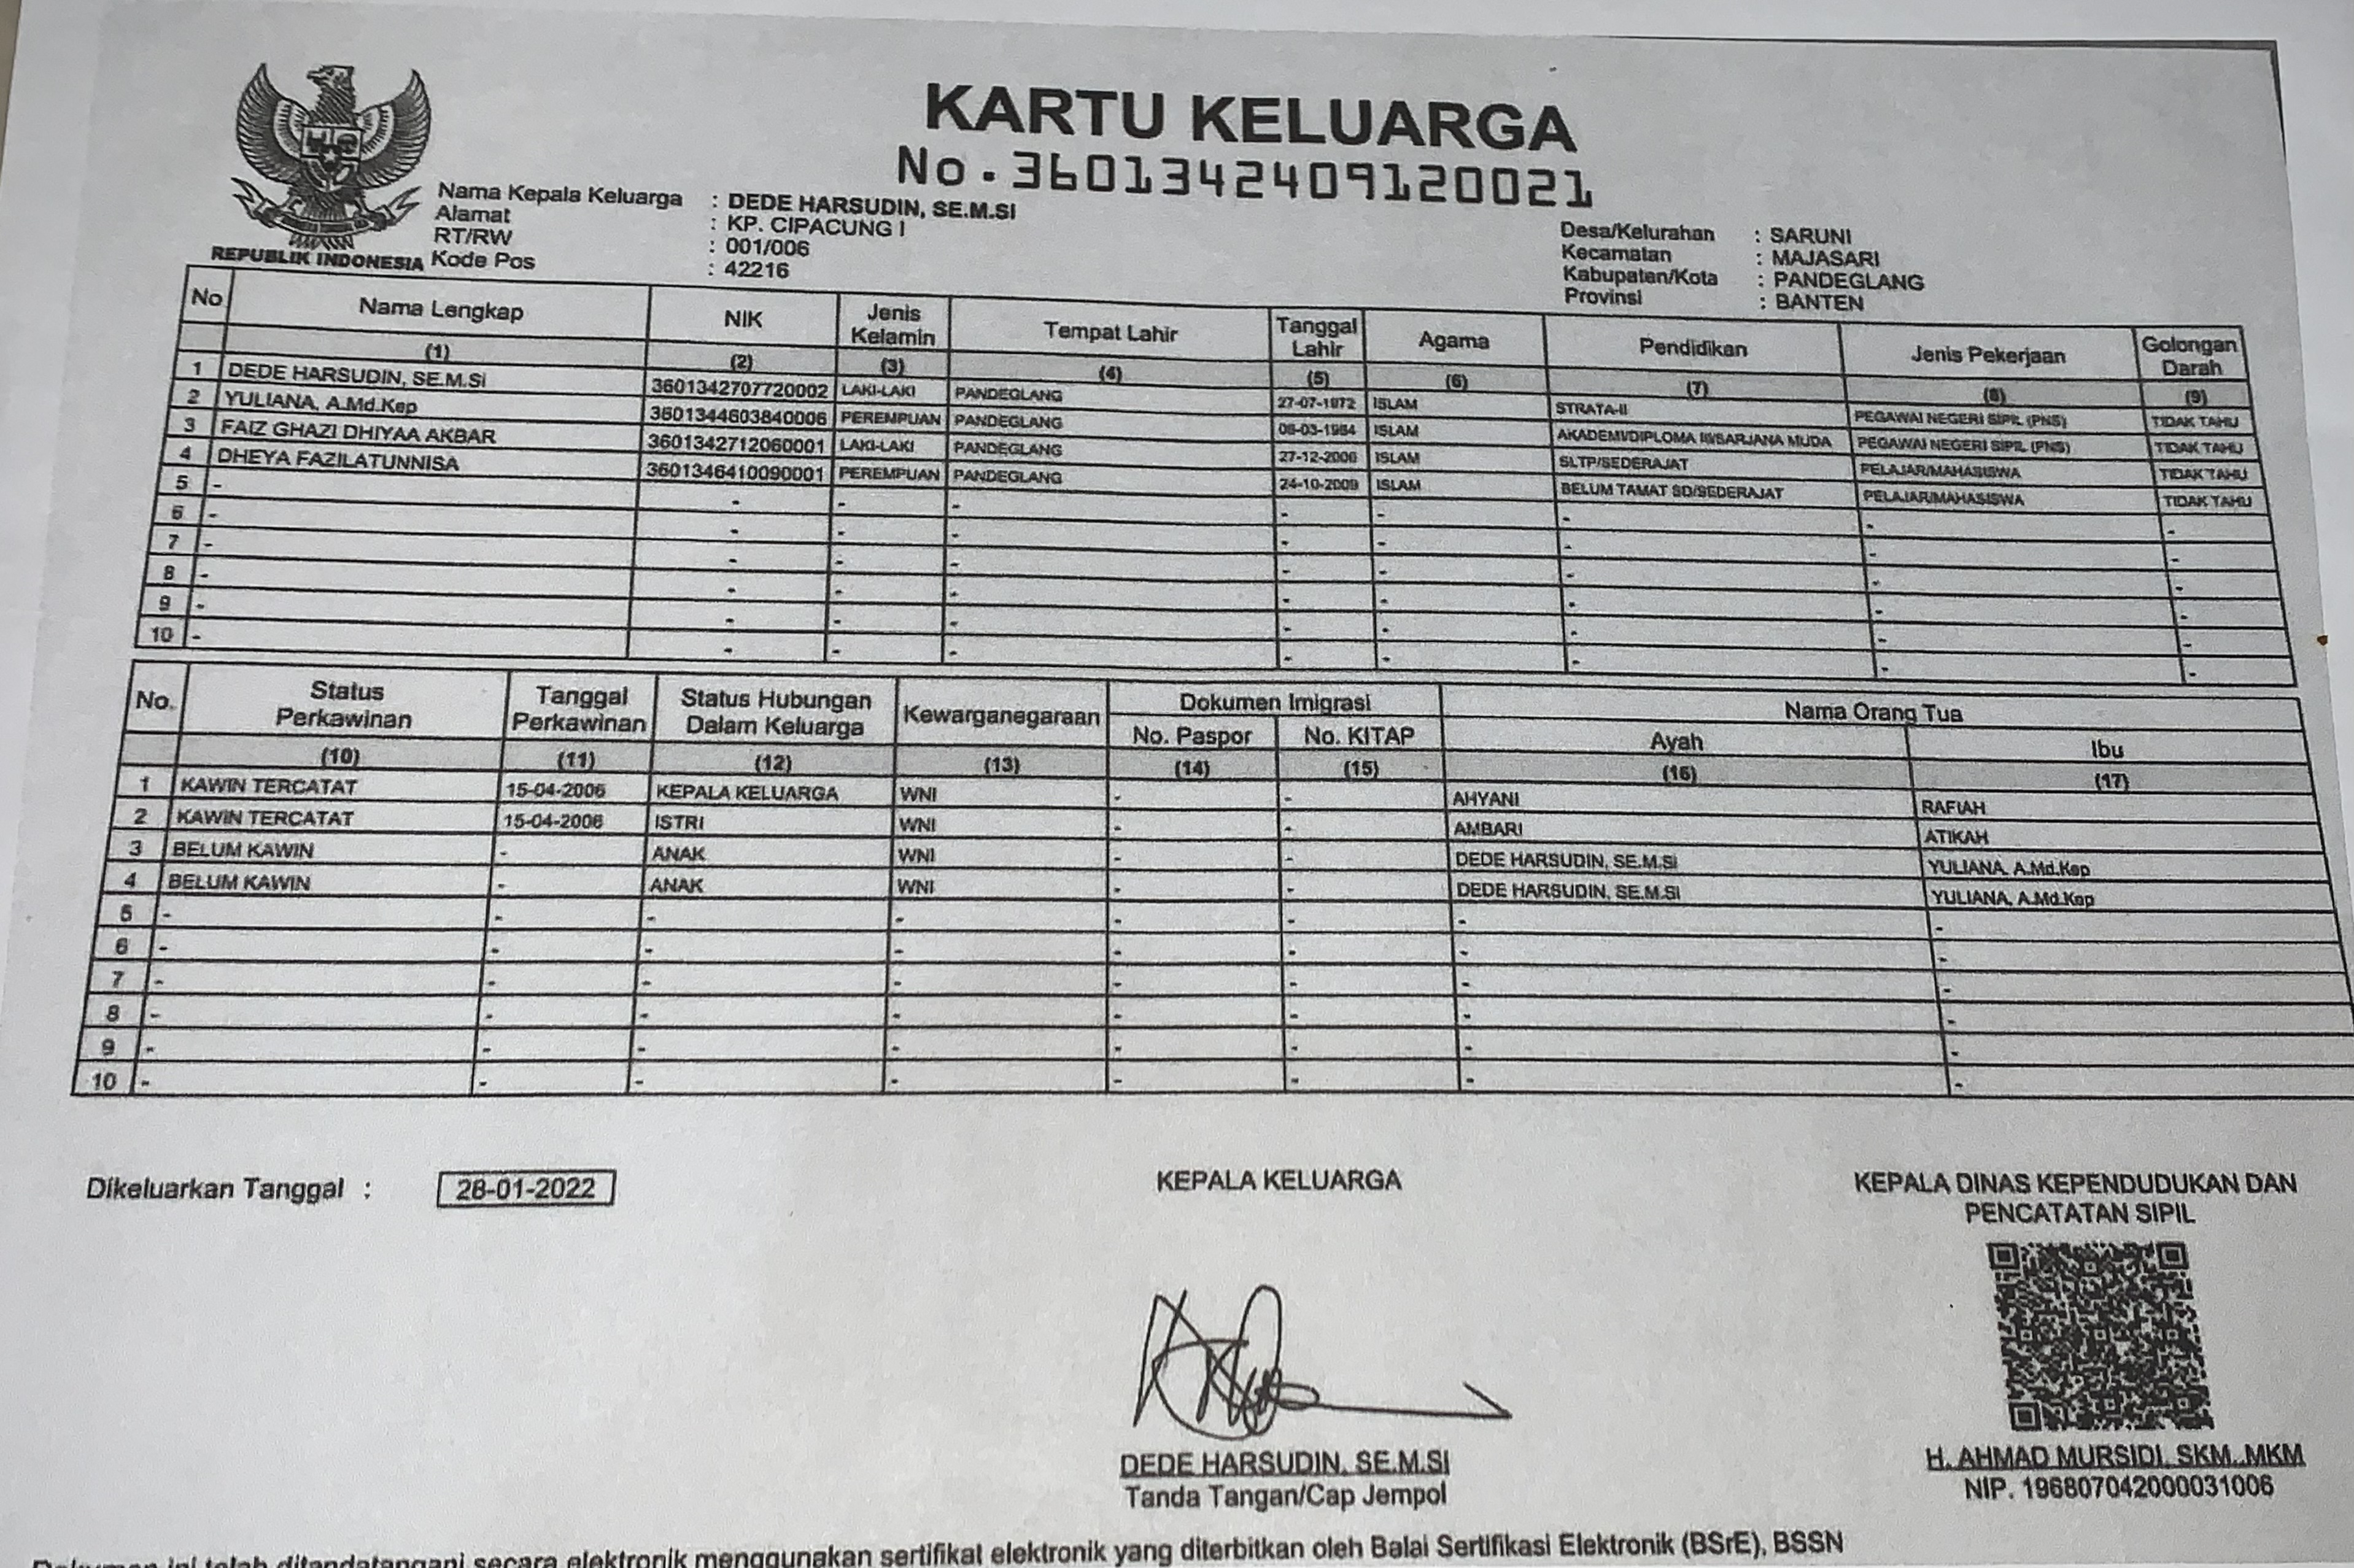 KARTU KELUARGA
No. 3601342409120021
REPUBLIK INDONESIA
Nama Kepala Keluarga : DEDE HARSUDIN, SE.M.SI
Alamat : KP. CIPACUNG I
RT/RW : 001/006
Kode Pos : 42216
Desa/Kelurahan : SARUNI
Kecamatan : MAJASARI
Kabupaten/Kota : PANDEGLANG
Provinsi : BANTEN
No Nama Lengkap NIK Jenis Kelamin Tempat Lahir Tanggal Lahir Agama Pendidikan Jenis Pekerjaan Golongan Darah
(1) (2) (3) (4) (5) (6) (7) (8) (9)
1 DEDE HARSUDIN, SE.M.Si 3601342707720002 LAKI-LAKI PANDEGLANG 27-07-1972 ISLAM STRATA-II PEGAWAI NEGERI SIPIL (PNS) TIDAK TAHU
2 YULIANA, A.Md.Kep 3601344603840006 PEREMPUAN PANDEGLANG 06-03-1984 ISLAM AKADEMI/DIPLOMA III/SARJANA MUDA PEGAWAI NEGERI SIPIL (PNS) TIDAK TAHU
3 FAIZ GHAZI DHIYAA AKBAR 3601342712060001 LAKI-LAKI PANDEGLANG 27-12-2006 ISLAM SLTP/SEDERAJAT PELAJAR/MAHASISWA TIDAK TAHU
4 DHEYA FAZILATUNNISA 3601346410090001 PEREMPUAN PANDEGLANG 24-10-2009 ISLAM BELUM TAMAT SD/SEDERAJAT PELAJAR/MAHASISWA TIDAK TAHU
5 - - - - - - - - -
6 - - - - - - - - -
7 - - - - - - - - -
8 - - - - - - - - -
9 - - - - - - - - -
10 - - - - - - - - -
No. Status Perkawinan Tanggal Perkawinan Status Hubungan Dalam Keluarga Kewarganegaraan Dokumen Imigrasi Nama Orang Tua
No. Paspor No. KITAP Ayah Ibu
(10) (11) (12) (13) (14) (15) (16) (17)
1 KAWIN TERCATAT 15-04-2006 KEPALA KELUARGA WNI - - AHYANI RAFIAH
2 KAWIN TERCATAT 15-04-2006 ISTRI WNI - - AMBARI ATIKAH
3 BELUM KAWIN - ANAK WNI - - DEDE HARSUDIN, SE.M.Si YULIANA, A.Md.Kep
4 BELUM KAWIN - ANAK WNI - - DEDE HARSUDIN, SE.M.Si YULIANA, A.Md.Kep
5 - - - - - - - -
6 - - - - - - - -
7 - - - - - - - -
8 - - - - - - - -
9 - - - - - - - -
10 - - - - - - - -
Dikeluarkan Tanggal : 28-01-2022
KEPALA KELUARGA
DEDE HARSUDIN, SE.M.SI
Tanda Tangan/Cap Jempol
KEPALA DINAS KEPENDUDUKAN DAN
PENCATATAN SIPIL
H. AHMAD MURSIDI, SKM.,MKM
NIP. 196807042000031006
Dokumen ini telah ditandatangani secara elektronik menggunakan sertifikat elektronik yang diterbitkan oleh Balai Sertifikasi Elektronik (BSrE), BSSN